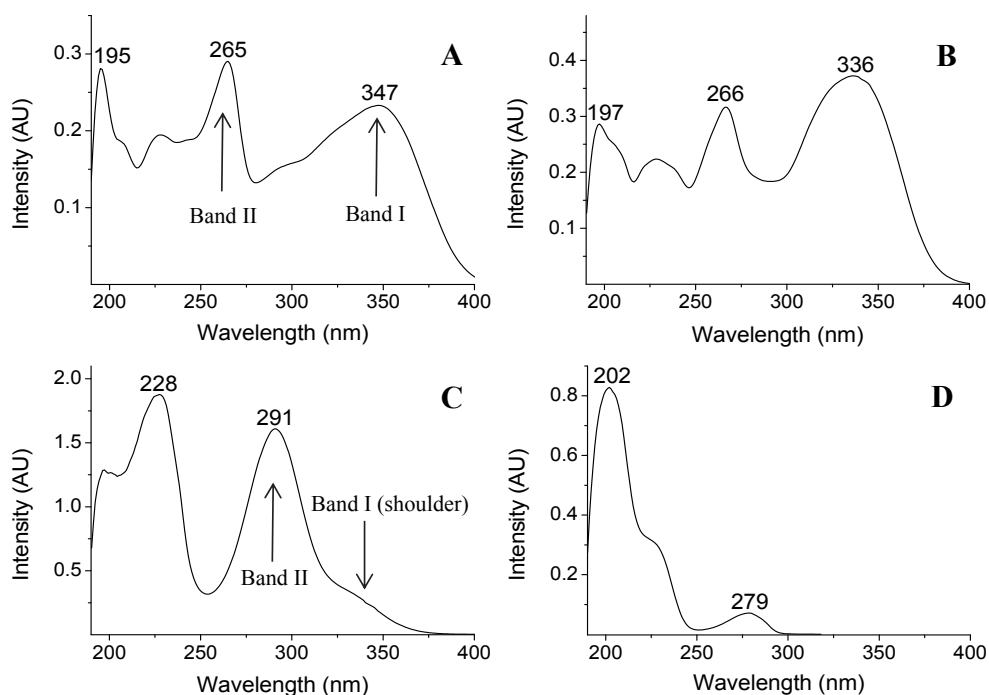 A
195
265
347
Band II
Band I
0.3
0.2
0.1
Intensity (AU)
200 250 300 350 400
Wavelength (nm)
B
197
266
336
0.4
0.3
0.2
0.1
Intensity (AU)
200 250 300 350 400
Wavelength (nm)
C
228
291
Band I (shoulder)
Band II
2.0
1.5
1.0
0.5
Intensity (AU)
200 250 300 350 400
Wavelength (nm)
D
202
279
0.8
0.6
0.4
0.2
Intensity (AU)
200 250 300 350 400
Wavelength (nm)